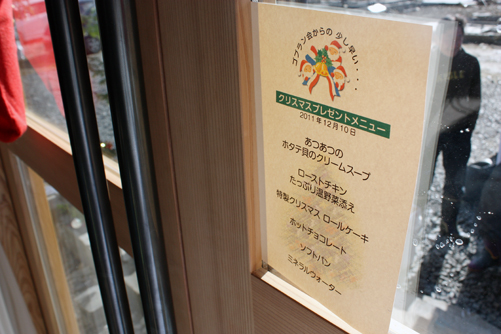 ゴブラン会からの 少し早い・・・
クリスマスプレゼントメニュー
2011年12月10日
あつあつの
ホタテ貝のクリームスープ
ローストチキン
たっぷり温野菜添え
特製クリスマス ロールケーキ
ホットチョコレート
ソフトパン
ミネラルウォーター